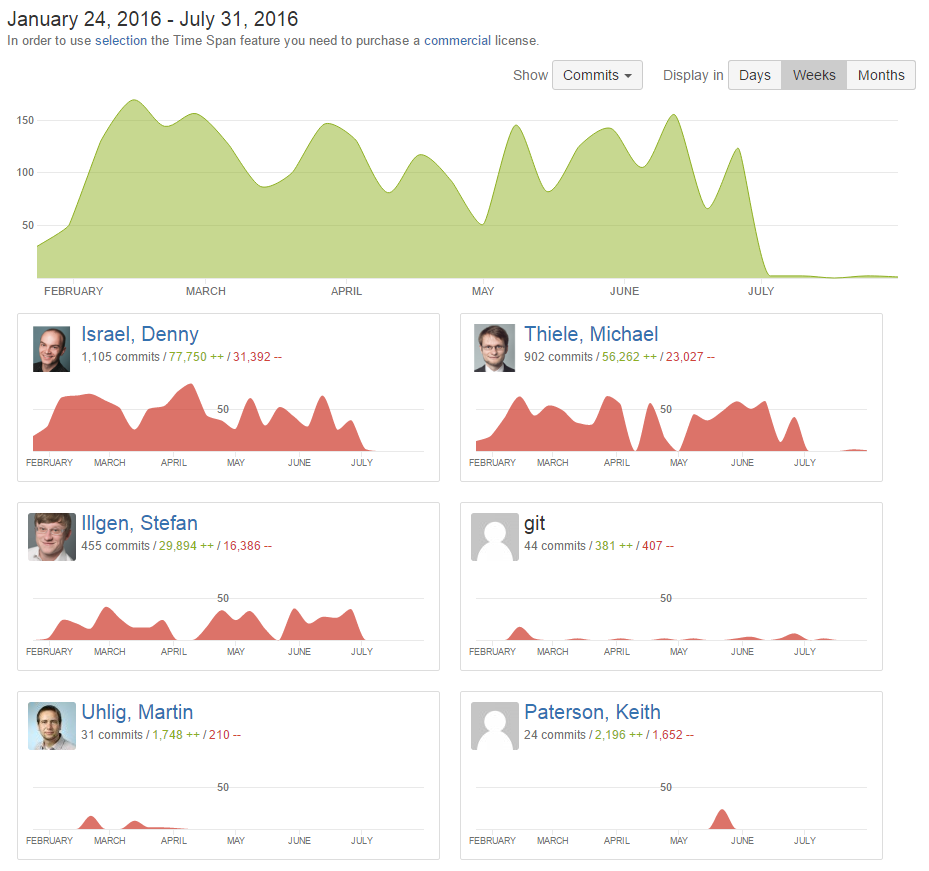 January 24, 2016 - July 31, 2016
In order to use selection the Time Span feature you need to purchase a commercial license.
Show Commits Display in Days Weeks Months
150
100
50
FEBRUARY MARCH APRIL MAY JUNE JULY
Israel, Denny
1,105 commits / 77,750 ++ / 31,392 --
50
FEBRUARY MARCH APRIL MAY JUNE JULY
Thiele, Michael
902 commits / 56,262 ++ / 23,027 --
50
FEBRUARY MARCH APRIL MAY JUNE JULY
Illgen, Stefan
455 commits / 29,894 ++ / 16,386 --
50
FEBRUARY MARCH APRIL MAY JUNE JULY
git
44 commits / 381 ++ / 407 --
50
FEBRUARY MARCH APRIL MAY JUNE JULY
Uhlig, Martin
31 commits / 1,748 ++ / 210 --
50
FEBRUARY MARCH APRIL MAY JUNE JULY
Paterson, Keith
24 commits / 2,196 ++ / 1,652 --
50
FEBRUARY MARCH APRIL MAY JUNE JULY